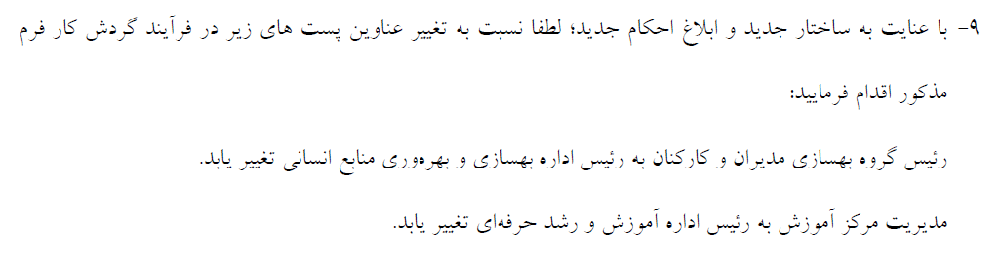 ۹- با عنایت به ساختار جدید و ابلاغ احکام جدید؛ لطفا نسبت به تغییر عناوین پست های زیر در فرآیند گردش کار فرم
مذکور اقدام فرمایید:
رئیس گروه بهسازی مدیران و کارکنان به رئیس اداره بهسازی و بهره‌وری منابع انسانی تغییر یابد.
مدیریت مرکز آموزش به رئیس اداره آموزش و رشد حرفه‌ای تغییر یابد.